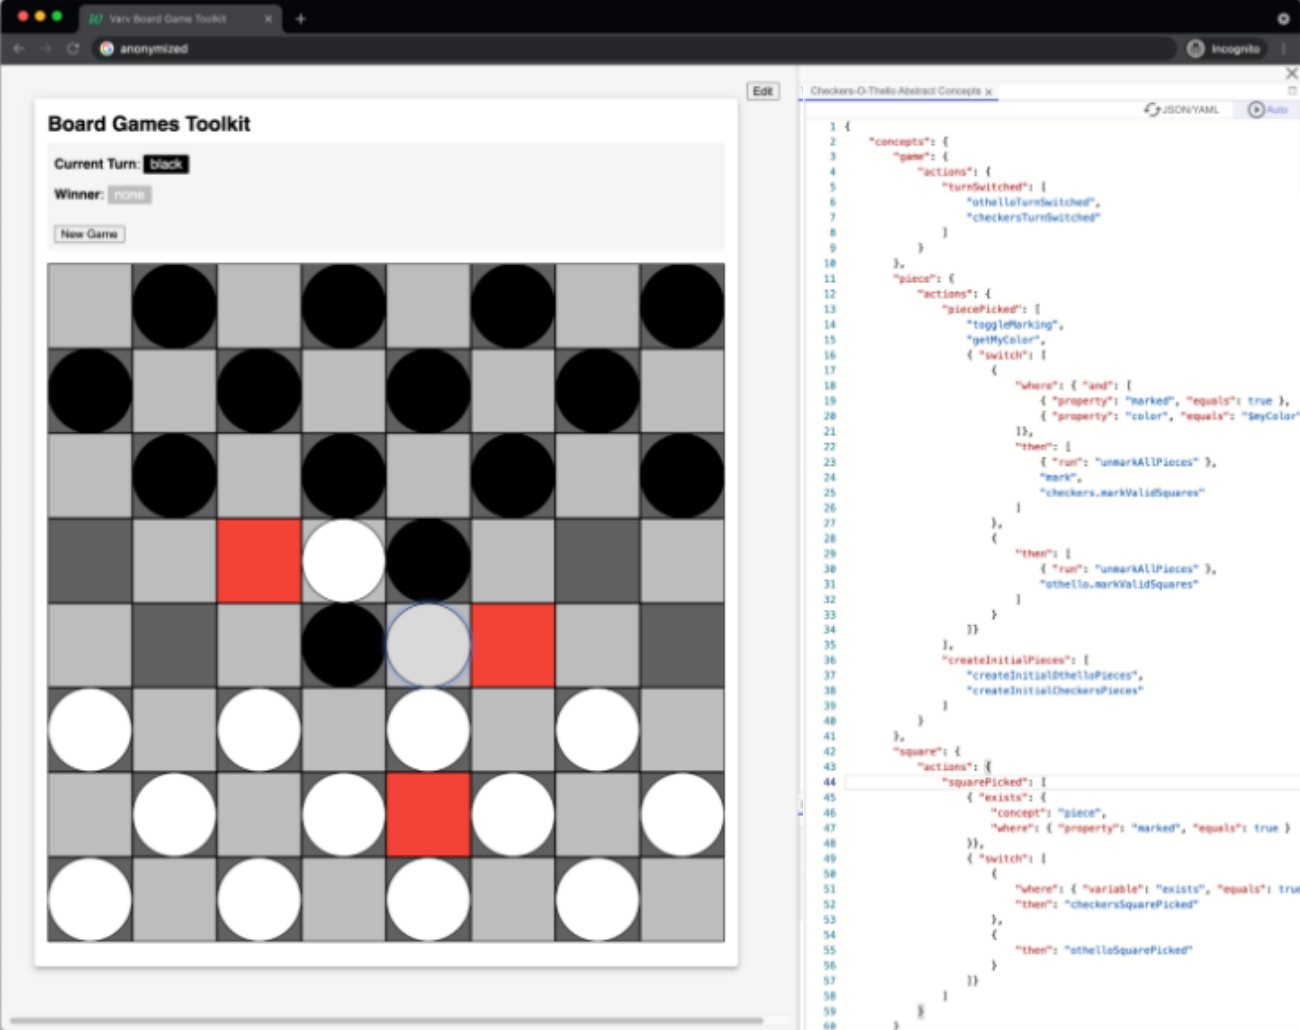 Varv Board Game Toolkit
anonymized
Incognito
Edit
Board Games Toolkit
Current Turn: black
Winner: none
New Game
Checkers-O-Thello-Abstract Concepts
JSON/YAML
Auto
1 {
2 "concepts": {
3 "game": {
4 "actions": {
5 "turnSwitched": [
6 "othelloTurnSwitched",
7 "checkersTurnSwitched"
8 ]
9 }
10 },
11 "piece": {
12 "actions": {
13 "piecePicked": [
14 "toggleMarking",
15 "getMyColor",
16 { "switch": [
17 {
18 "where": { "and": [
19 { "property": "marked", "equals": true },
20 { "property": "color", "equals": "$myColor"
21 ]},
22 "then": [
23 { "run": "unmarkAllPieces" },
24 "mark",
25 "checkers.markValidSquares"
26 ]
27 },
28 {
29 "then": [
30 { "run": "unmarkAllPieces" },
31 "othello.markValidSquares"
32 ]
33 }
34 ]}
35 ],
36 "createInitialPieces": [
37 "createInitialOthelloPieces",
38 "createInitialCheckersPieces"
39 ]
40 }
41 },
42 "square": {
43 "actions": {
44 "squarePicked": [
45 { "exists": {
46 "concept": "piece",
47 "where": { "property": "marked", "equals": true }
48 }},
49 { "switch": [
50 {
51 "where": { "variable": "exists", "equals": true
52 "then": "checkersSquarePicked"
53 },
54 {
55 "then": "othelloSquarePicked"
56 }
57 ]}
58 ]
59 }
60 }